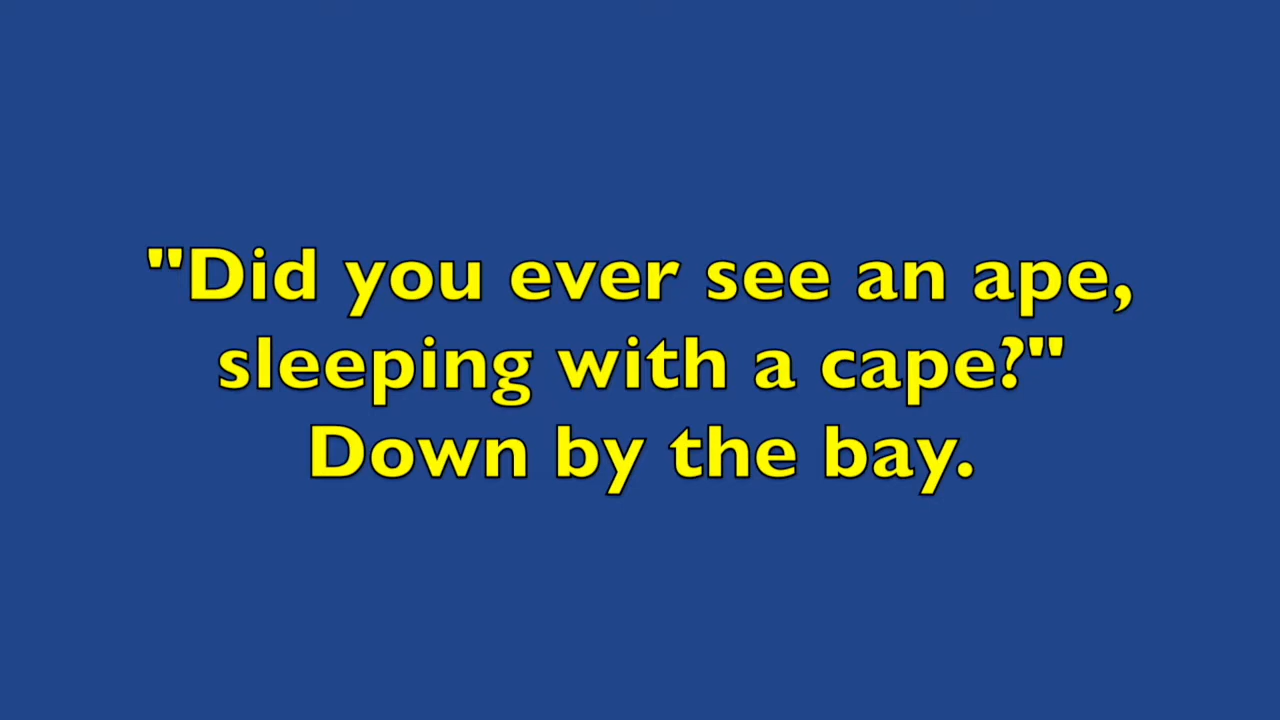 "Did you ever see an ape,
sleeping with a cape?"
Down by the bay.